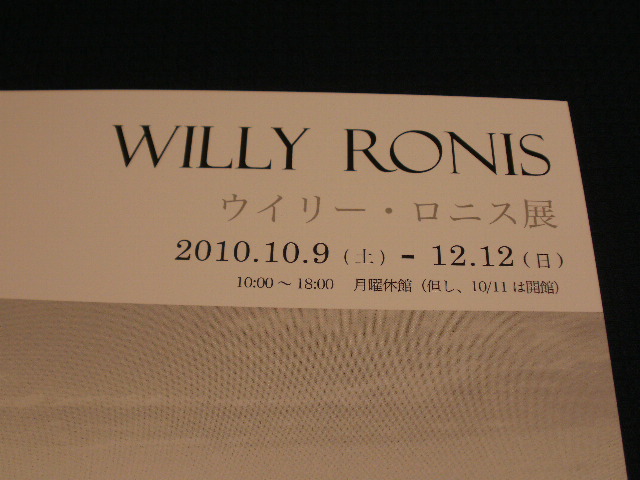 WILLY RONIS
ウイリー・ロニス展
2010.10.9（土）- 12.12（日）
10:00～18:00　月曜休館（但し、10/11は開館）